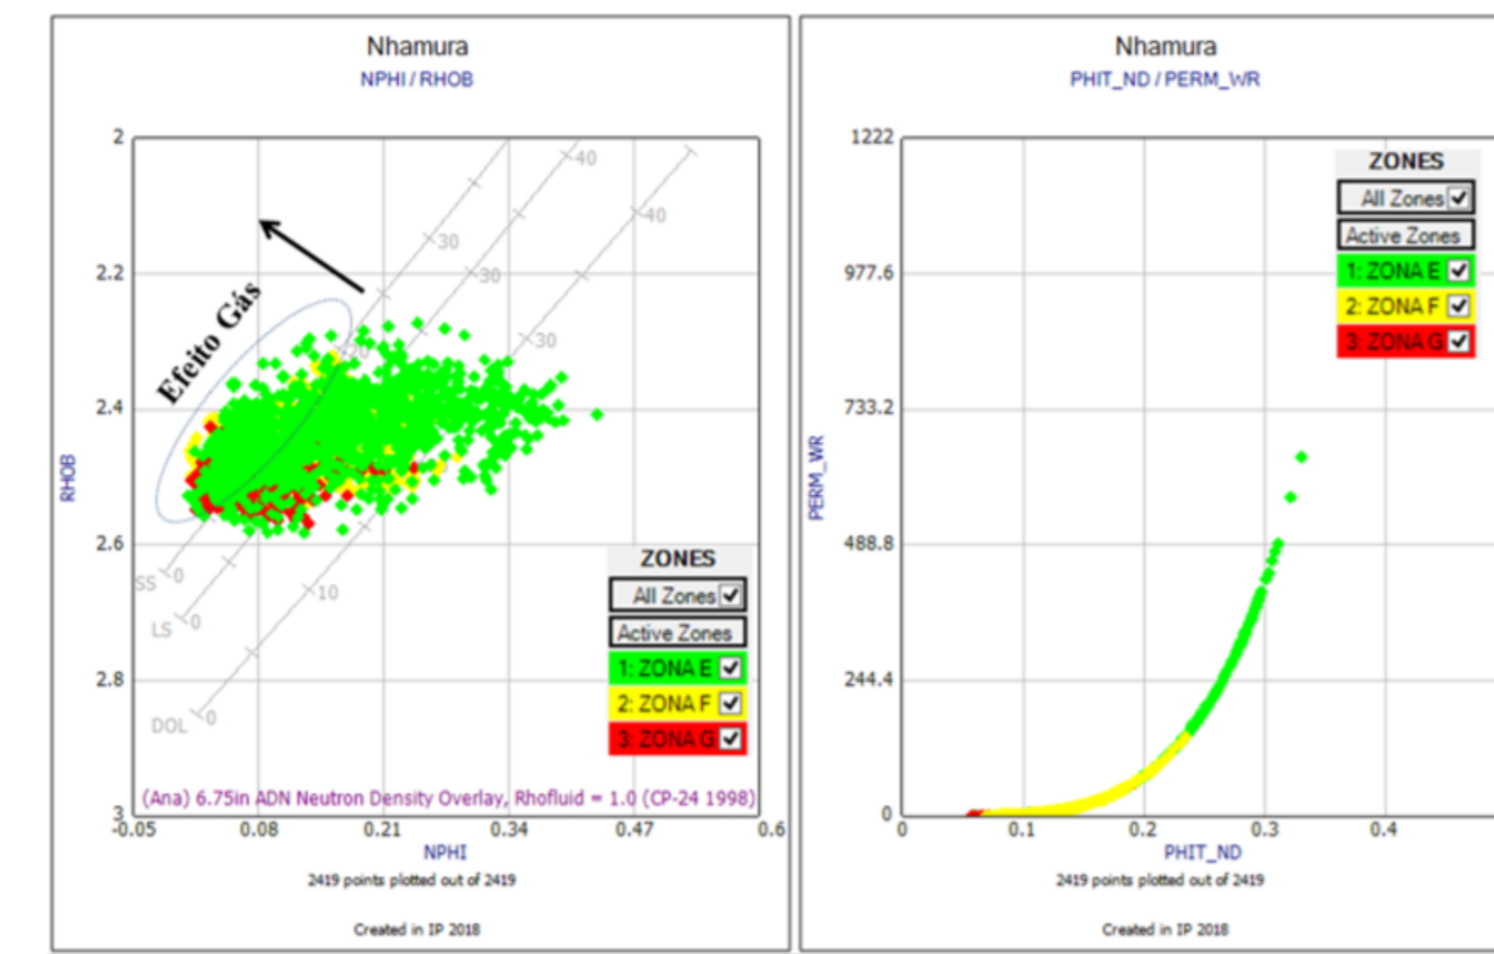 Nhamura
NPHI / RHOB
2
2.2
2.4
2.6
2.8
3
RHOB
-0.05
0.08
0.21
0.34
0.47
0.6
NPHI
Efeito Gás
40
40
30
30
30
20
10
SS
0
LS
0
DOL
0
ZONES
All Zones
Active Zones
1: ZONA E
2: ZONA F
3: ZONA G
(Ana) 6.75in ADN Neutron Density Overlay, Rhofluid = 1.0 (CP-24 1998)
2419 points plotted out of 2419
Created in IP 2018
Nhamura
PHIT_ND / PERM_WR
1222
977.6
733.2
488.8
244.4
0
PERM_WR
0
0.1
0.2
0.3
0.4
PHIT_ND
ZONES
All Zones
Active Zones
1: ZONA E
2: ZONA F
3: ZONA G
2419 points plotted out of 2419
Created in IP 2018